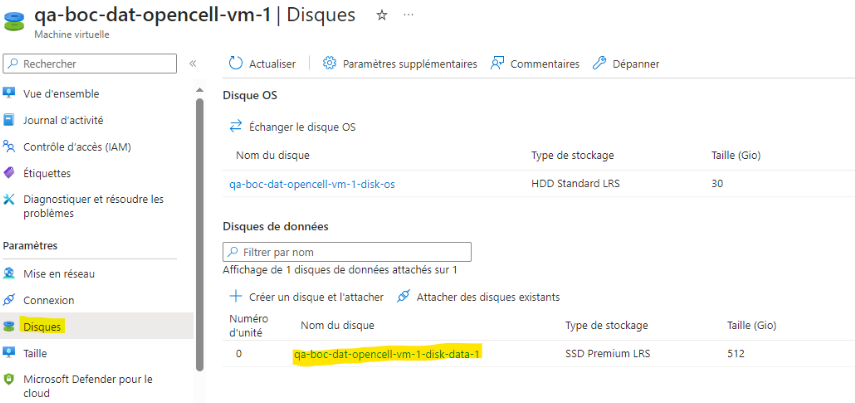 qa-boc-dat-opencell-vm-1 | Disques
Machine virtuelle
Rechercher
Vue d'ensemble
Journal d'activité
Contrôle d'accès (IAM)
Étiquettes
Diagnostiquer et résoudre les
problèmes
Paramètres
Mise en réseau
Connexion
Disques
Taille
Microsoft Defender pour le
cloud
Actualiser
Paramètres supplémentaires
Commentaires
Dépanner
Disque OS
Échanger le disque OS
Nom du disque Type de stockage Taille (Gio)
qa-boc-dat-opencell-vm-1-disk-os HDD Standard LRS 30
Disques de données
Filtrer par nom
Affichage de 1 disques de données attachés sur 1
Créer un disque et l'attacher Attacher des disques existants
Numéro
d'unité Nom du disque Type de stockage Taille (Gio)
0 qa-boc-dat-opencell-vm-1-disk-data-1 SSD Premium LRS 512